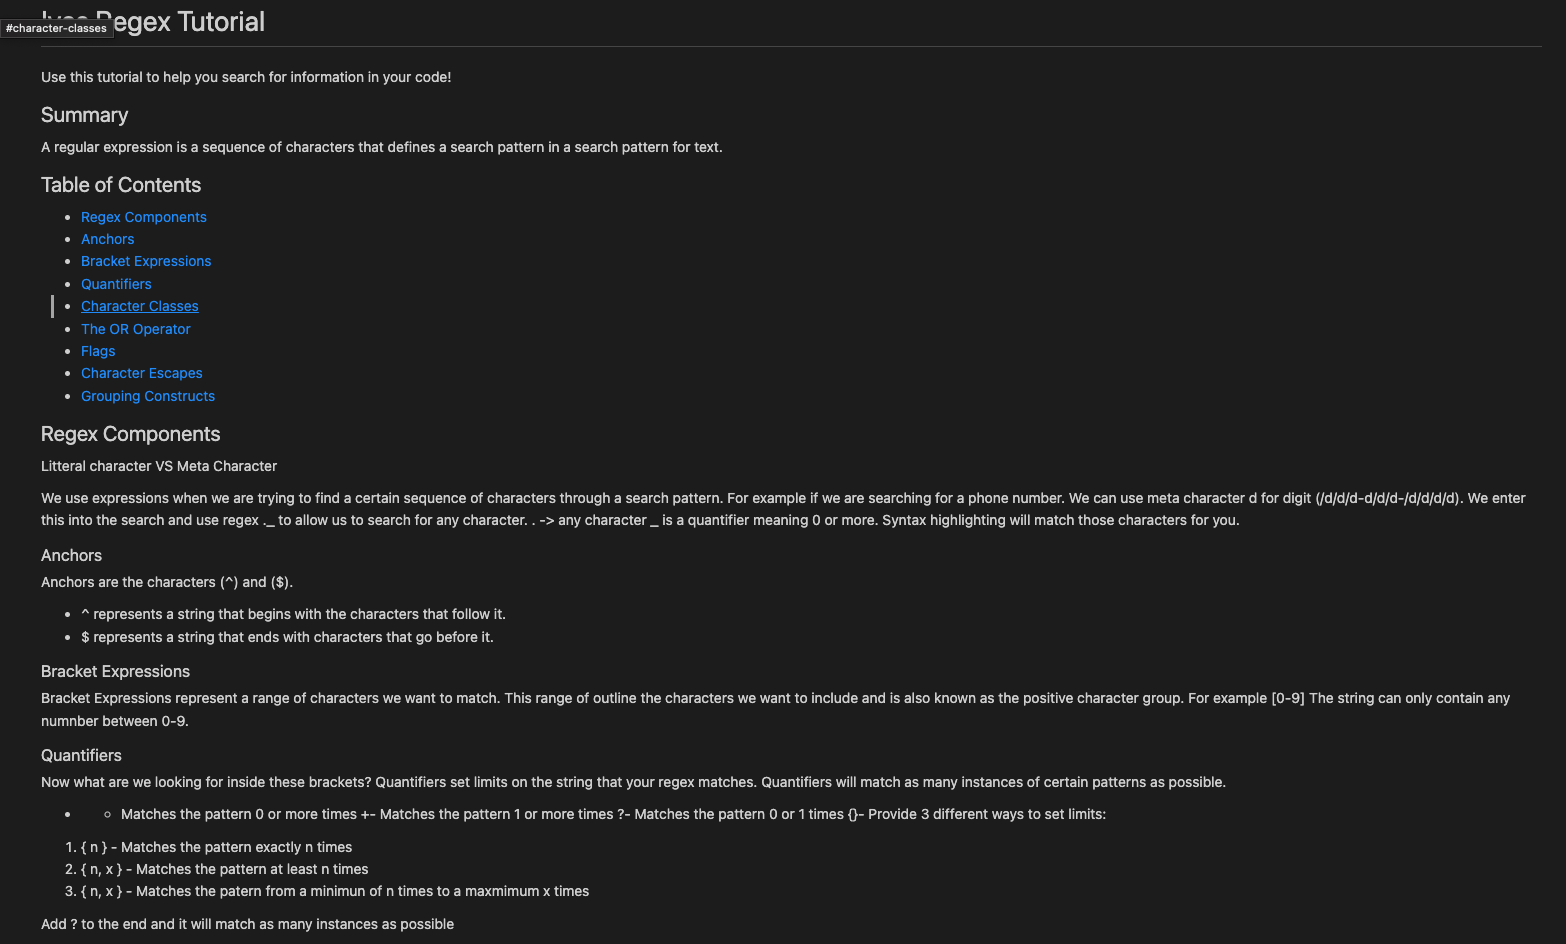 Regex Tutorial
#character-classes
Use this tutorial to help you search for information in your code!
Summary
A regular expression is a sequence of characters that defines a search pattern in a search pattern for text.
Table of Contents
• Regex Components
• Anchors
• Bracket Expressions
• Quantifiers
• Character Classes
• The OR Operator
• Flags
• Character Escapes
• Grouping Constructs
Regex Components
Litteral character VS Meta Character
We use expressions when we are trying to find a certain sequence of characters through a search pattern. For example if we are searching for a phone number. We can use meta character d for digit (/d/d/d-d/d/d-/d/d/d/d). We enter
this into the search and use regex ._ to allow us to search for any character. . -> any character _ is a quantifier meaning 0 or more. Syntax highlighting will match those characters for you.
Anchors
Anchors are the characters (^) and ($).
• ^ represents a string that begins with the characters that follow it.
• $ represents a string that ends with characters that go before it.
Bracket Expressions
Bracket Expressions represent a range of characters we want to match. This range of outline the characters we want to include and is also known as the positive character group. For example [0-9] The string can only contain any
numnber between 0-9.
Quantifiers
Now what are we looking for inside these brackets? Quantifiers set limits on the string that your regex matches. Quantifiers will match as many instances of certain patterns as possible.
• ◦ Matches the pattern 0 or more times +- Matches the pattern 1 or more times ?- Matches the pattern 0 or 1 times {}- Provide 3 different ways to set limits:
1. { n } - Matches the pattern exactly n times
2. { n, x } - Matches the pattern at least n times
3. { n, x } - Matches the patern from a minimun of n times to a maxmimum x times
Add ? to the end and it will match as many instances as possible